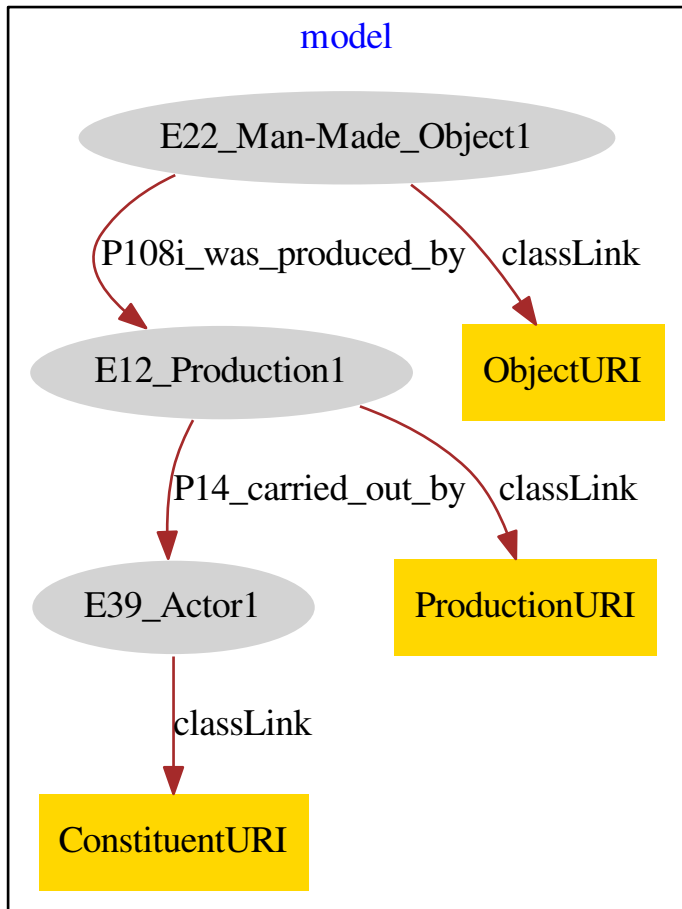 model
E22_Man-Made_Object1
P108i_was_produced_by
classLink
E12_Production1
ObjectURI
P14_carried_out_by
classLink
E39_Actor1
ProductionURI
classLink
ConstituentURI